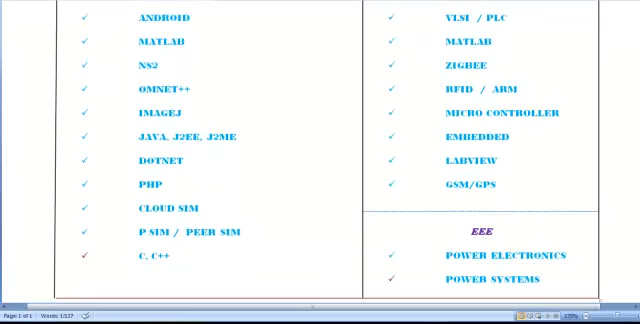 ANDROID
MATLAB
NS2
OMNET++
IMAGEJ
JAVA, J2EE, J2ME
DOTNET
PHP
CLOUD SIM
P SIM / PEER SIM
C, C++
VLSI / PLC
MATLAB
ZIGBEE
RFID / ARM
MICRO CONTROLLER
EMBEDDED
LABVIEW
GSM/GPS
EEE
POWER ELECTRONICS
POWER SYSTEMS
Page: 1 of 1 Words: 1/127 170%